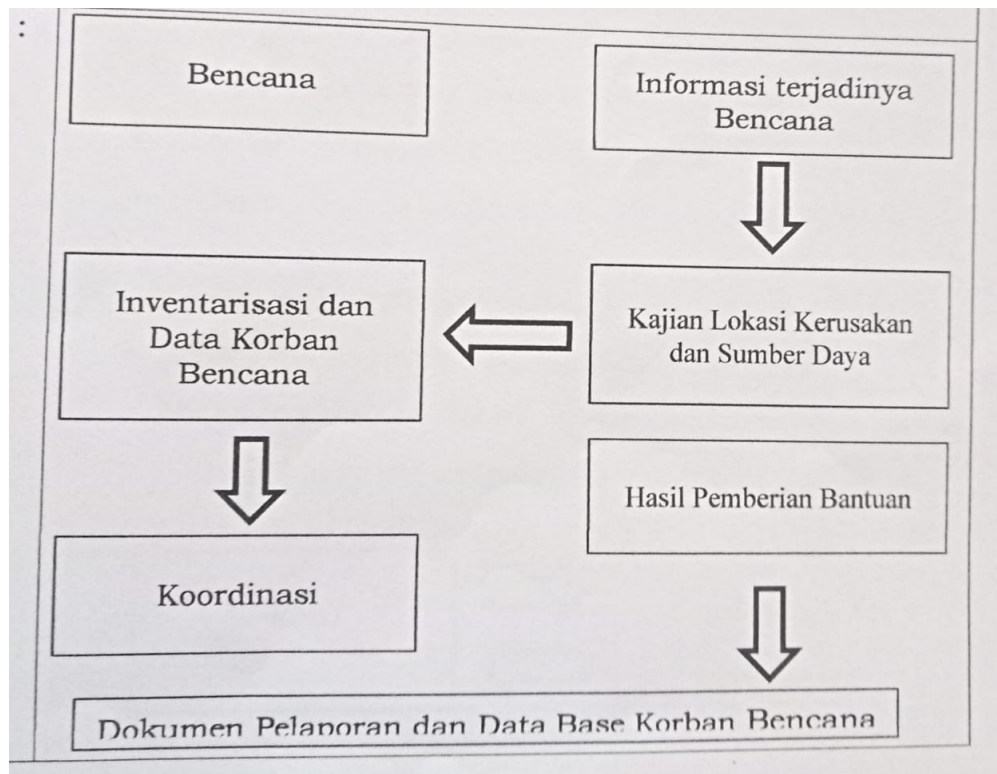 :
Bencana
Informasi terjadinya
Bencana
Inventarisasi dan
Data Korban
Bencana
Kajian Lokasi Kerusakan
dan Sumber Daya
Hasil Pemberian Bantuan
Koordinasi
Dokumen Pelaporan dan Data Base Korban Bencana